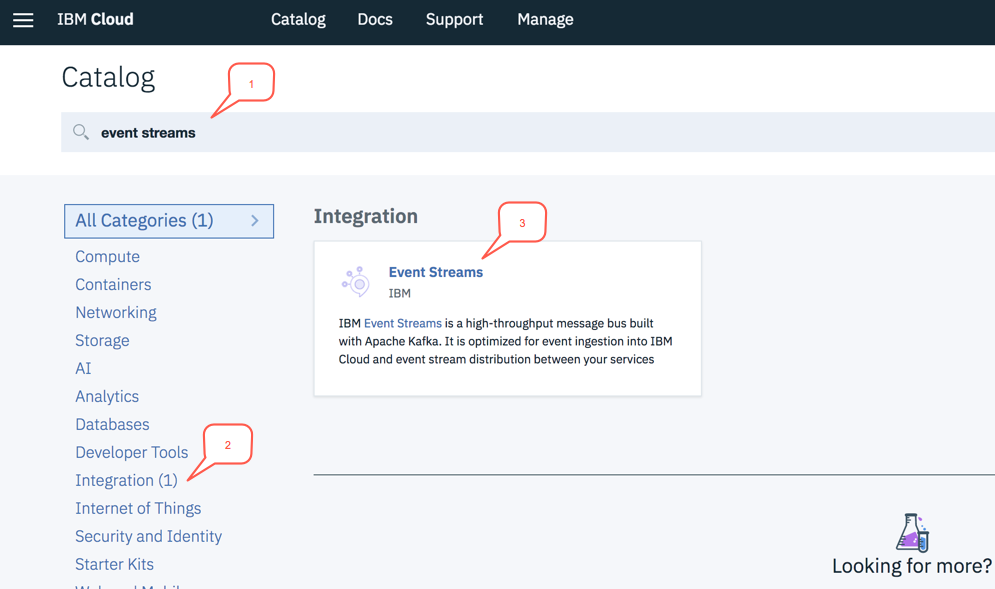 IBM Cloud Catalog Docs Support Manage
Catalog
1
event streams
All Categories (1)
Compute
Containers
Networking
Storage
AI
Analytics
Databases
Developer Tools
2
Integration (1)
Internet of Things
Security and Identity
Starter Kits
Integration
3
Event Streams
IBM
IBM Event Streams is a high-throughput message bus built
with Apache Kafka. It is optimized for event ingestion into IBM
Cloud and event stream distribution between your services
Looking for more?